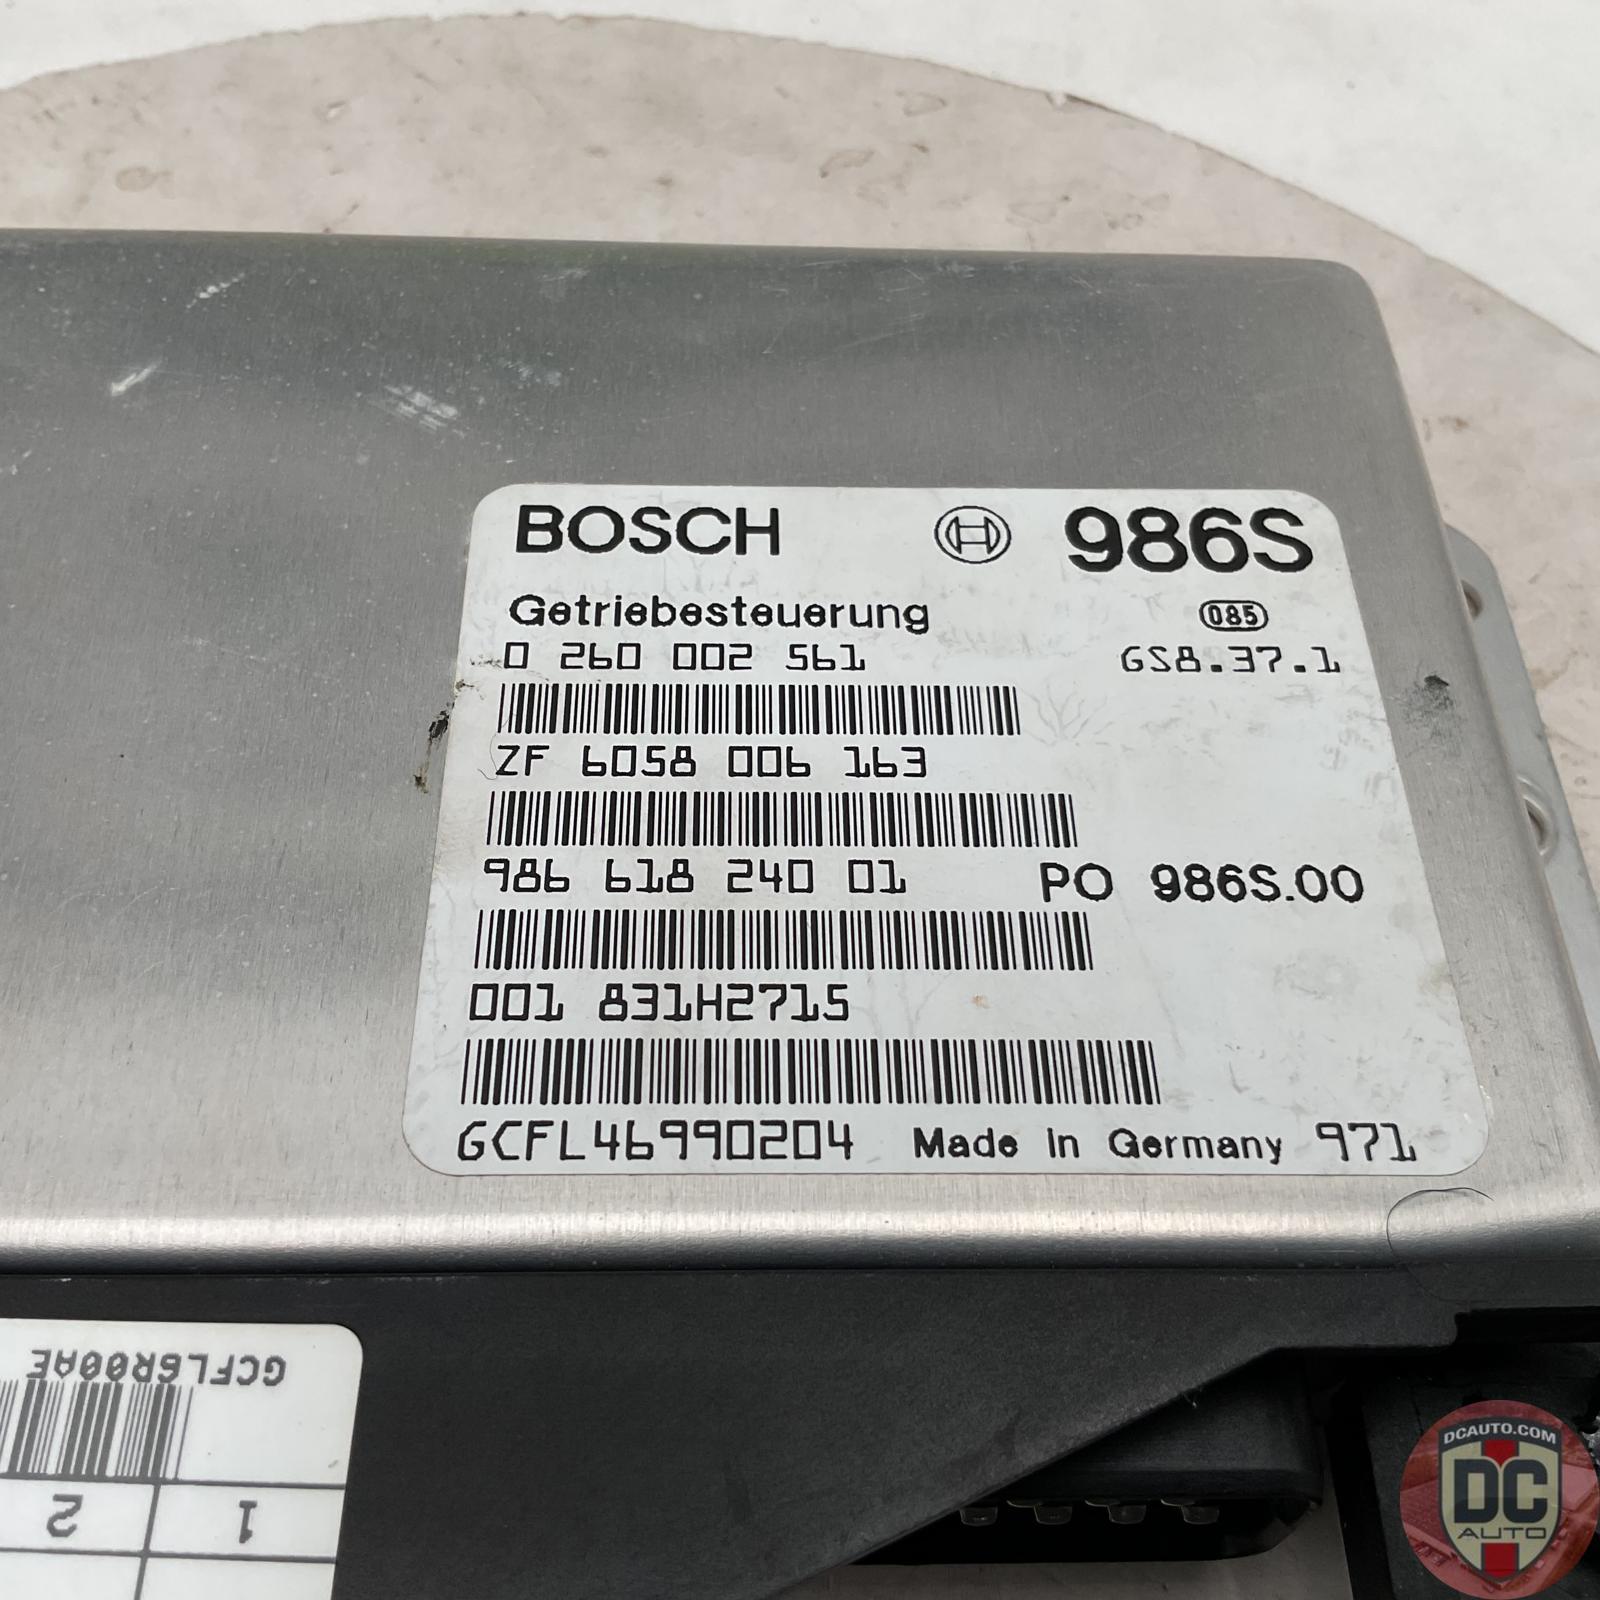 BOSCH 986S
Getriebesteuerung 085
0 260 002 561 GS8.37.1
ZF 6058 006 163
986 618 240 01 PO 986S.00
001 831H2715
GCFL46990204 Made in Germany 971
GCFL6R00AE
1 2
DCAUTO.COM
DC
AUTO